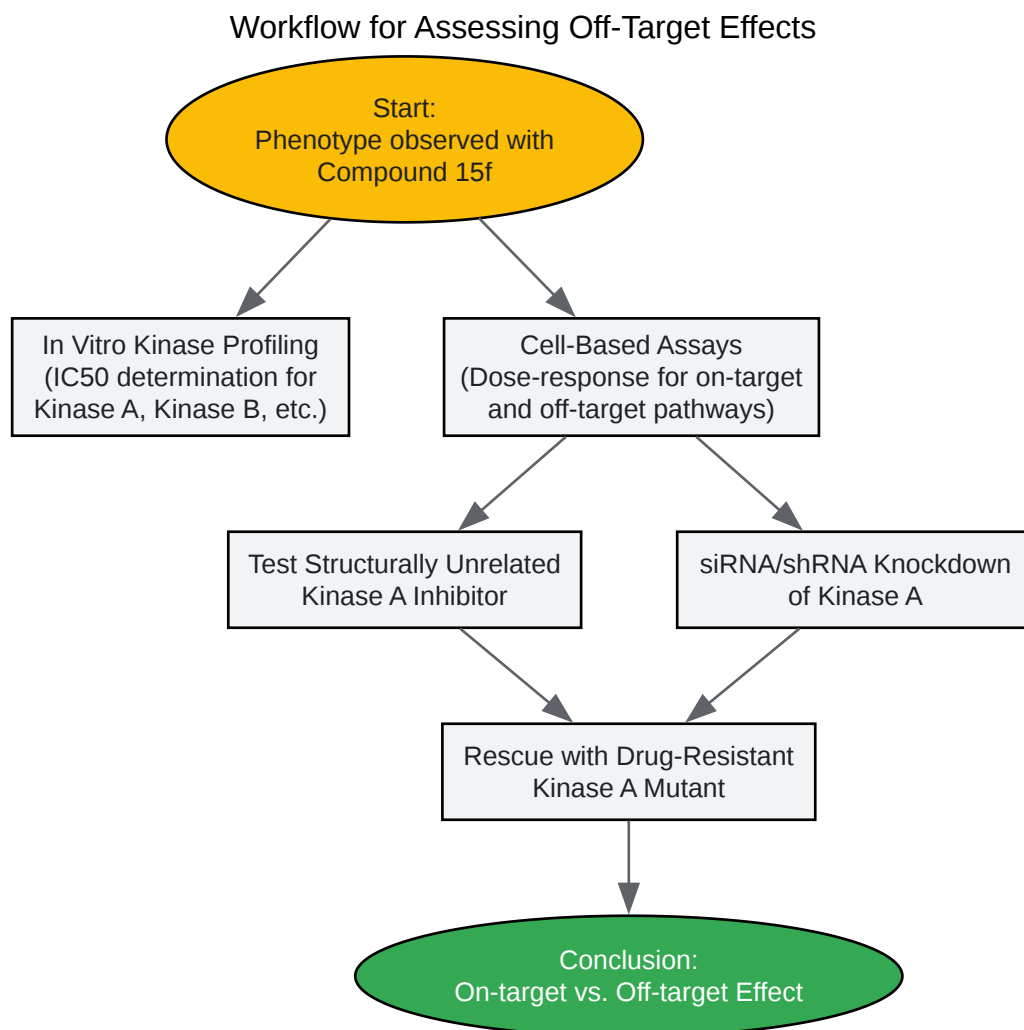 Workflow for Assessing Off-Target Effects
Start:
Phenotype observed with
Compound 15f
In Vitro Kinase Profiling
(IC50 determination for
Kinase A, Kinase B, etc.)
Cell-Based Assays
(Dose-response for on-target
and off-target pathways)
Test Structurally Unrelated
Kinase A Inhibitor
siRNA/shRNA Knockdown
of Kinase A
Rescue with Drug-Resistant
Kinase A Mutant
Conclusion:
On-target vs. Off-target Effect